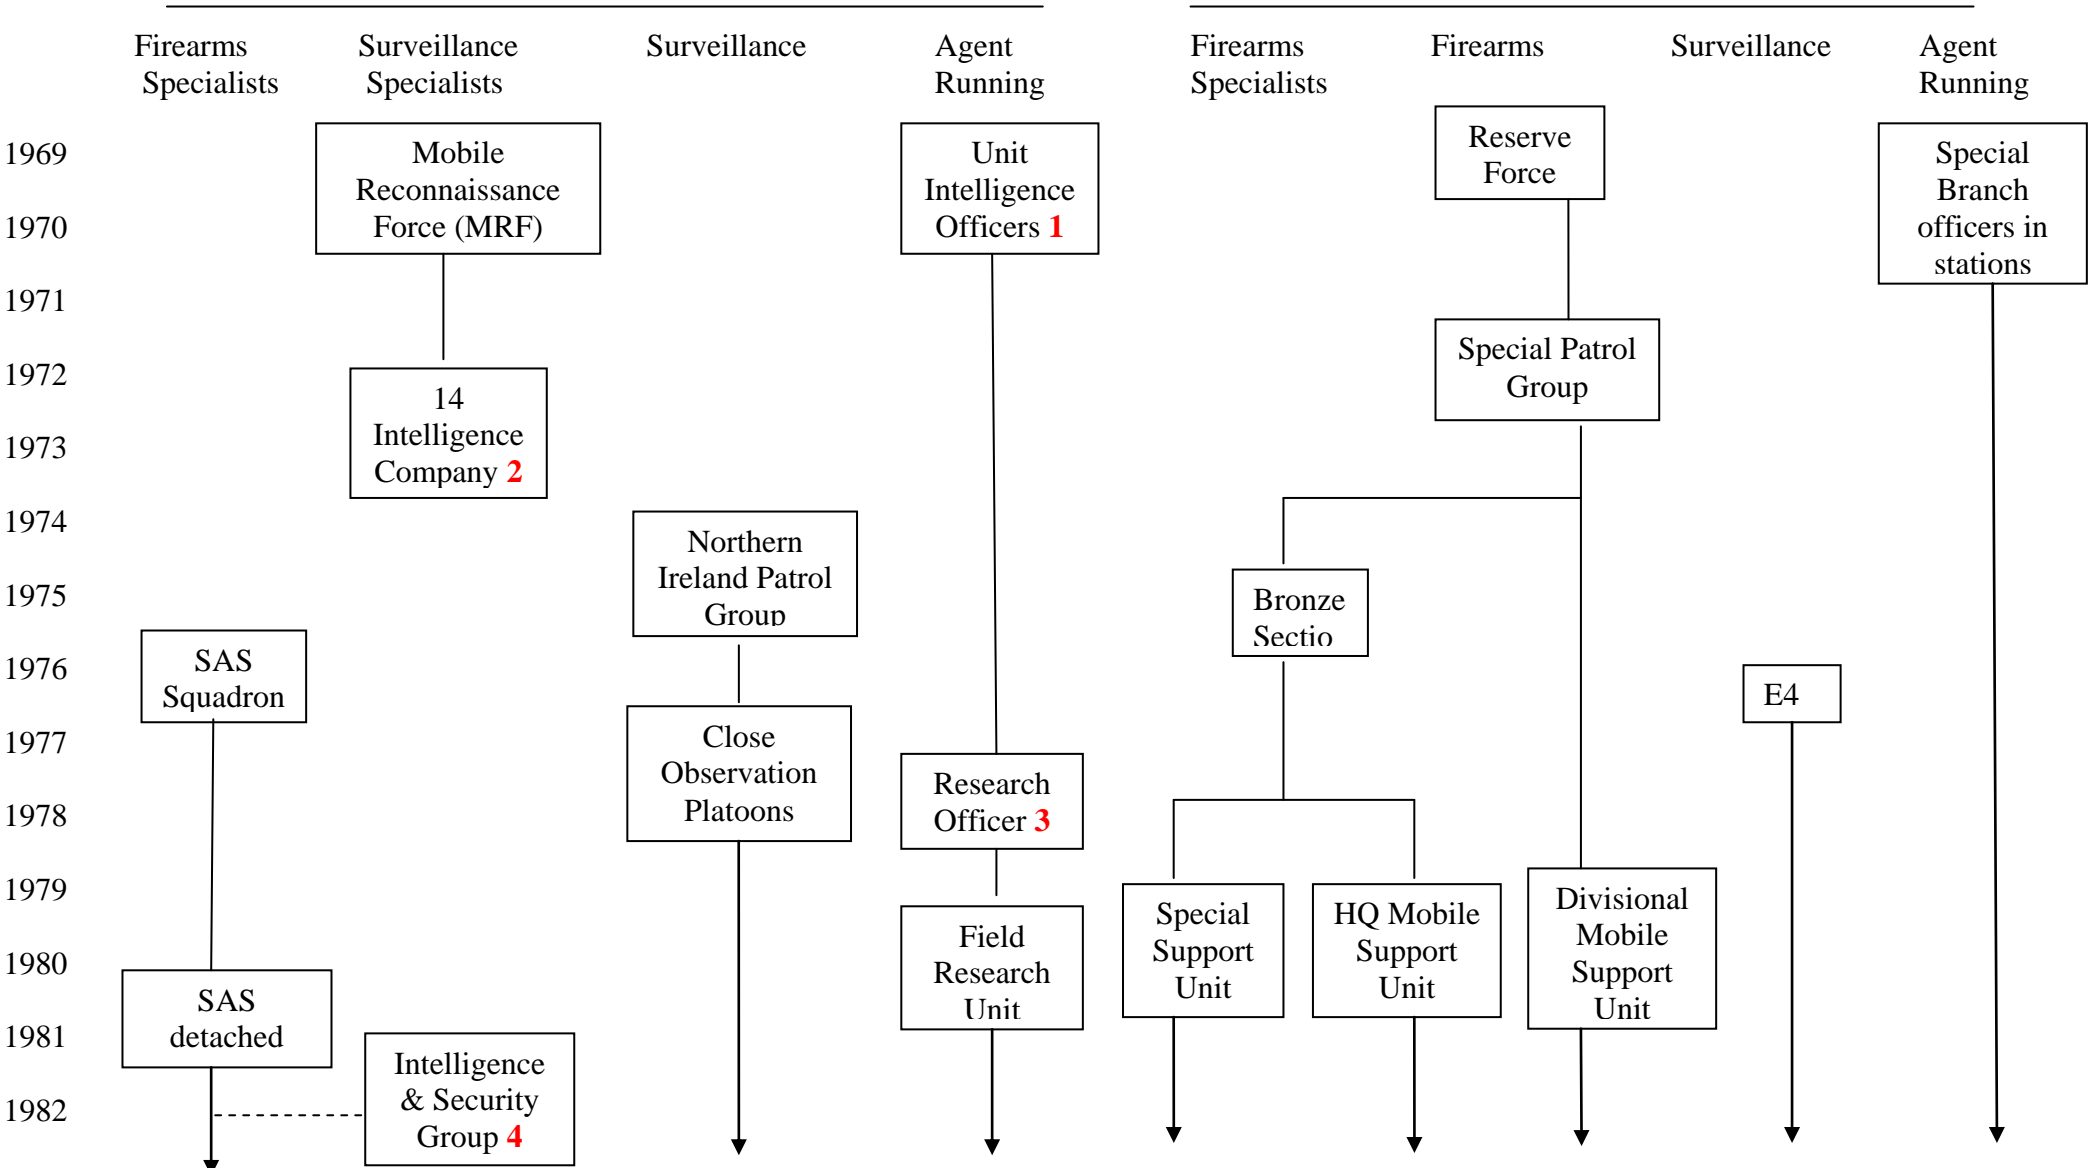 Firearms
Specialists
Surveillance
Specialists
Surveillance
Agent
Running
Firearms
Specialists
Firearms
Surveillance
Agent
Running
1969
1970
1971
1972
1973
1974
1975
1976
1977
1978
1979
1980
1981
1982
SAS
Squadron
SAS
detached
Mobile
Reconnaissance
Force (MRF)
14
Intelligence
Company 2
Intelligence
& Security
Group 4
Northern
Ireland Patrol
Group
Close
Observation
Platoons
Unit
Intelligence
Officers 1
Research
Officer 3
Field
Research
Unit
Reserve
Force
Special Patrol
Group
Bronze
Sectio
Special
Support
Unit
HQ Mobile
Support
Unit
Divisional
Mobile
Support
Unit
E4
Special
Branch
officers in
stations